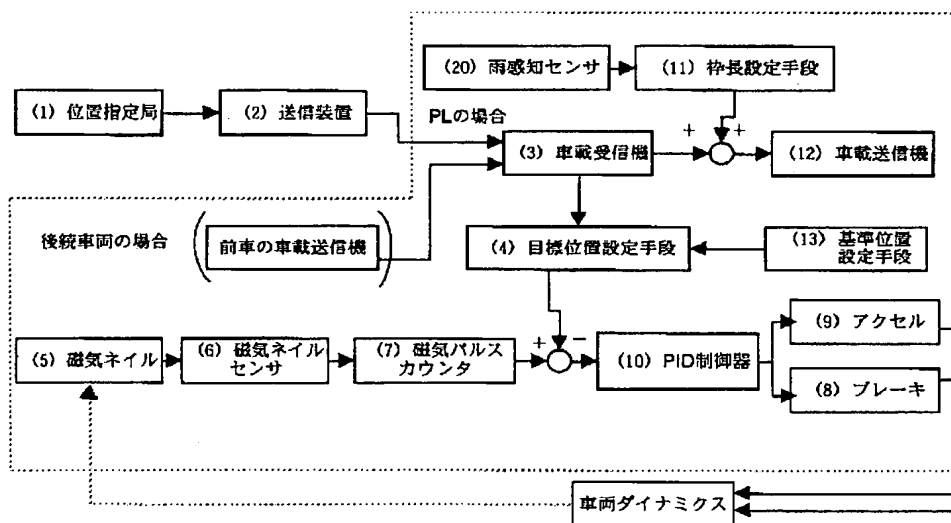 (20) 雨感知センサ
(11) 枠長設定手段
(1) 位置指定局
(2) 送信装置
PLの場合
+
+
(3) 車載受信機
(12) 車載送信機
後続車両の場合
前車の車載送信機
(4) 目標位置設定手段
(13) 基準位置
設定手段
(5) 磁気ネイル
(6) 磁気ネイル
センサ
(7) 磁気パルス
カウンタ
+
−
(10) PID制御器
(9) アクセル
(8) ブレーキ
車両ダイナミクス